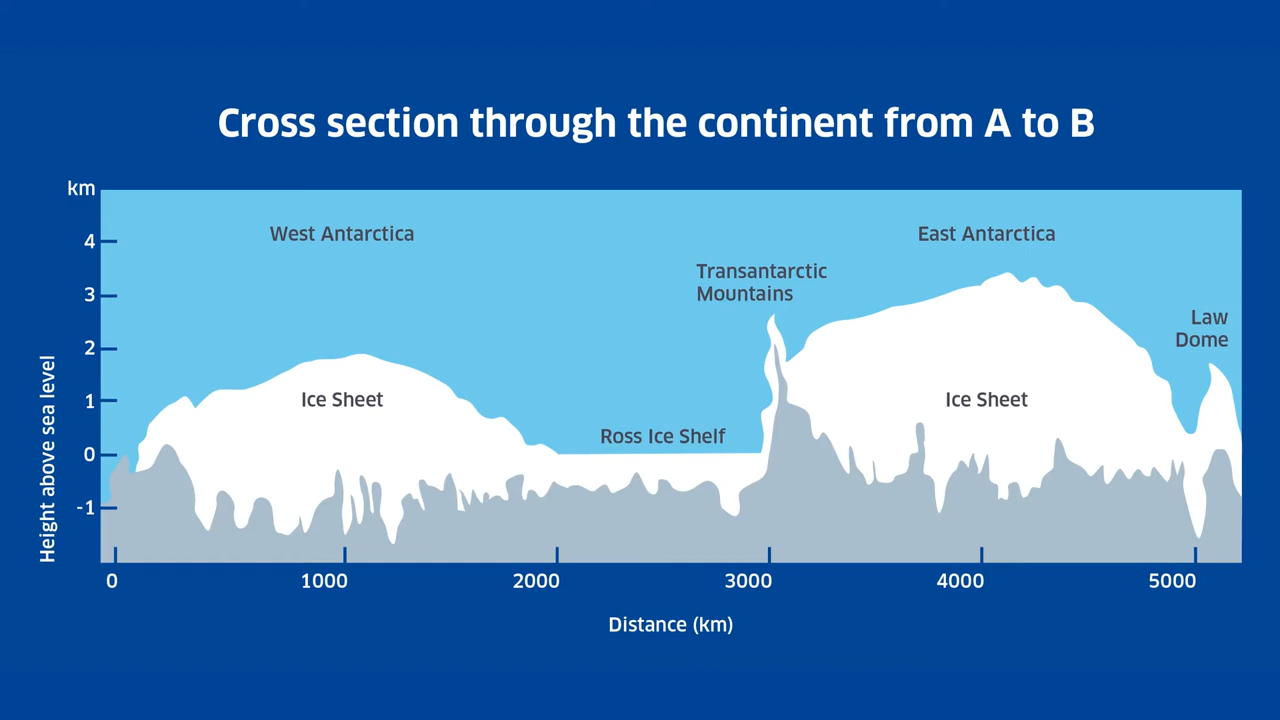 Cross section through the continent from A to B
km
West Antarctica
East Antarctica
4
Transantarctic
Mountains
3
Law
Dome
2
1
Ice Sheet
Ice Sheet
Ross Ice Shelf
0
-1
Height above sea level
0
1000
2000
3000
4000
5000
Distance (km)